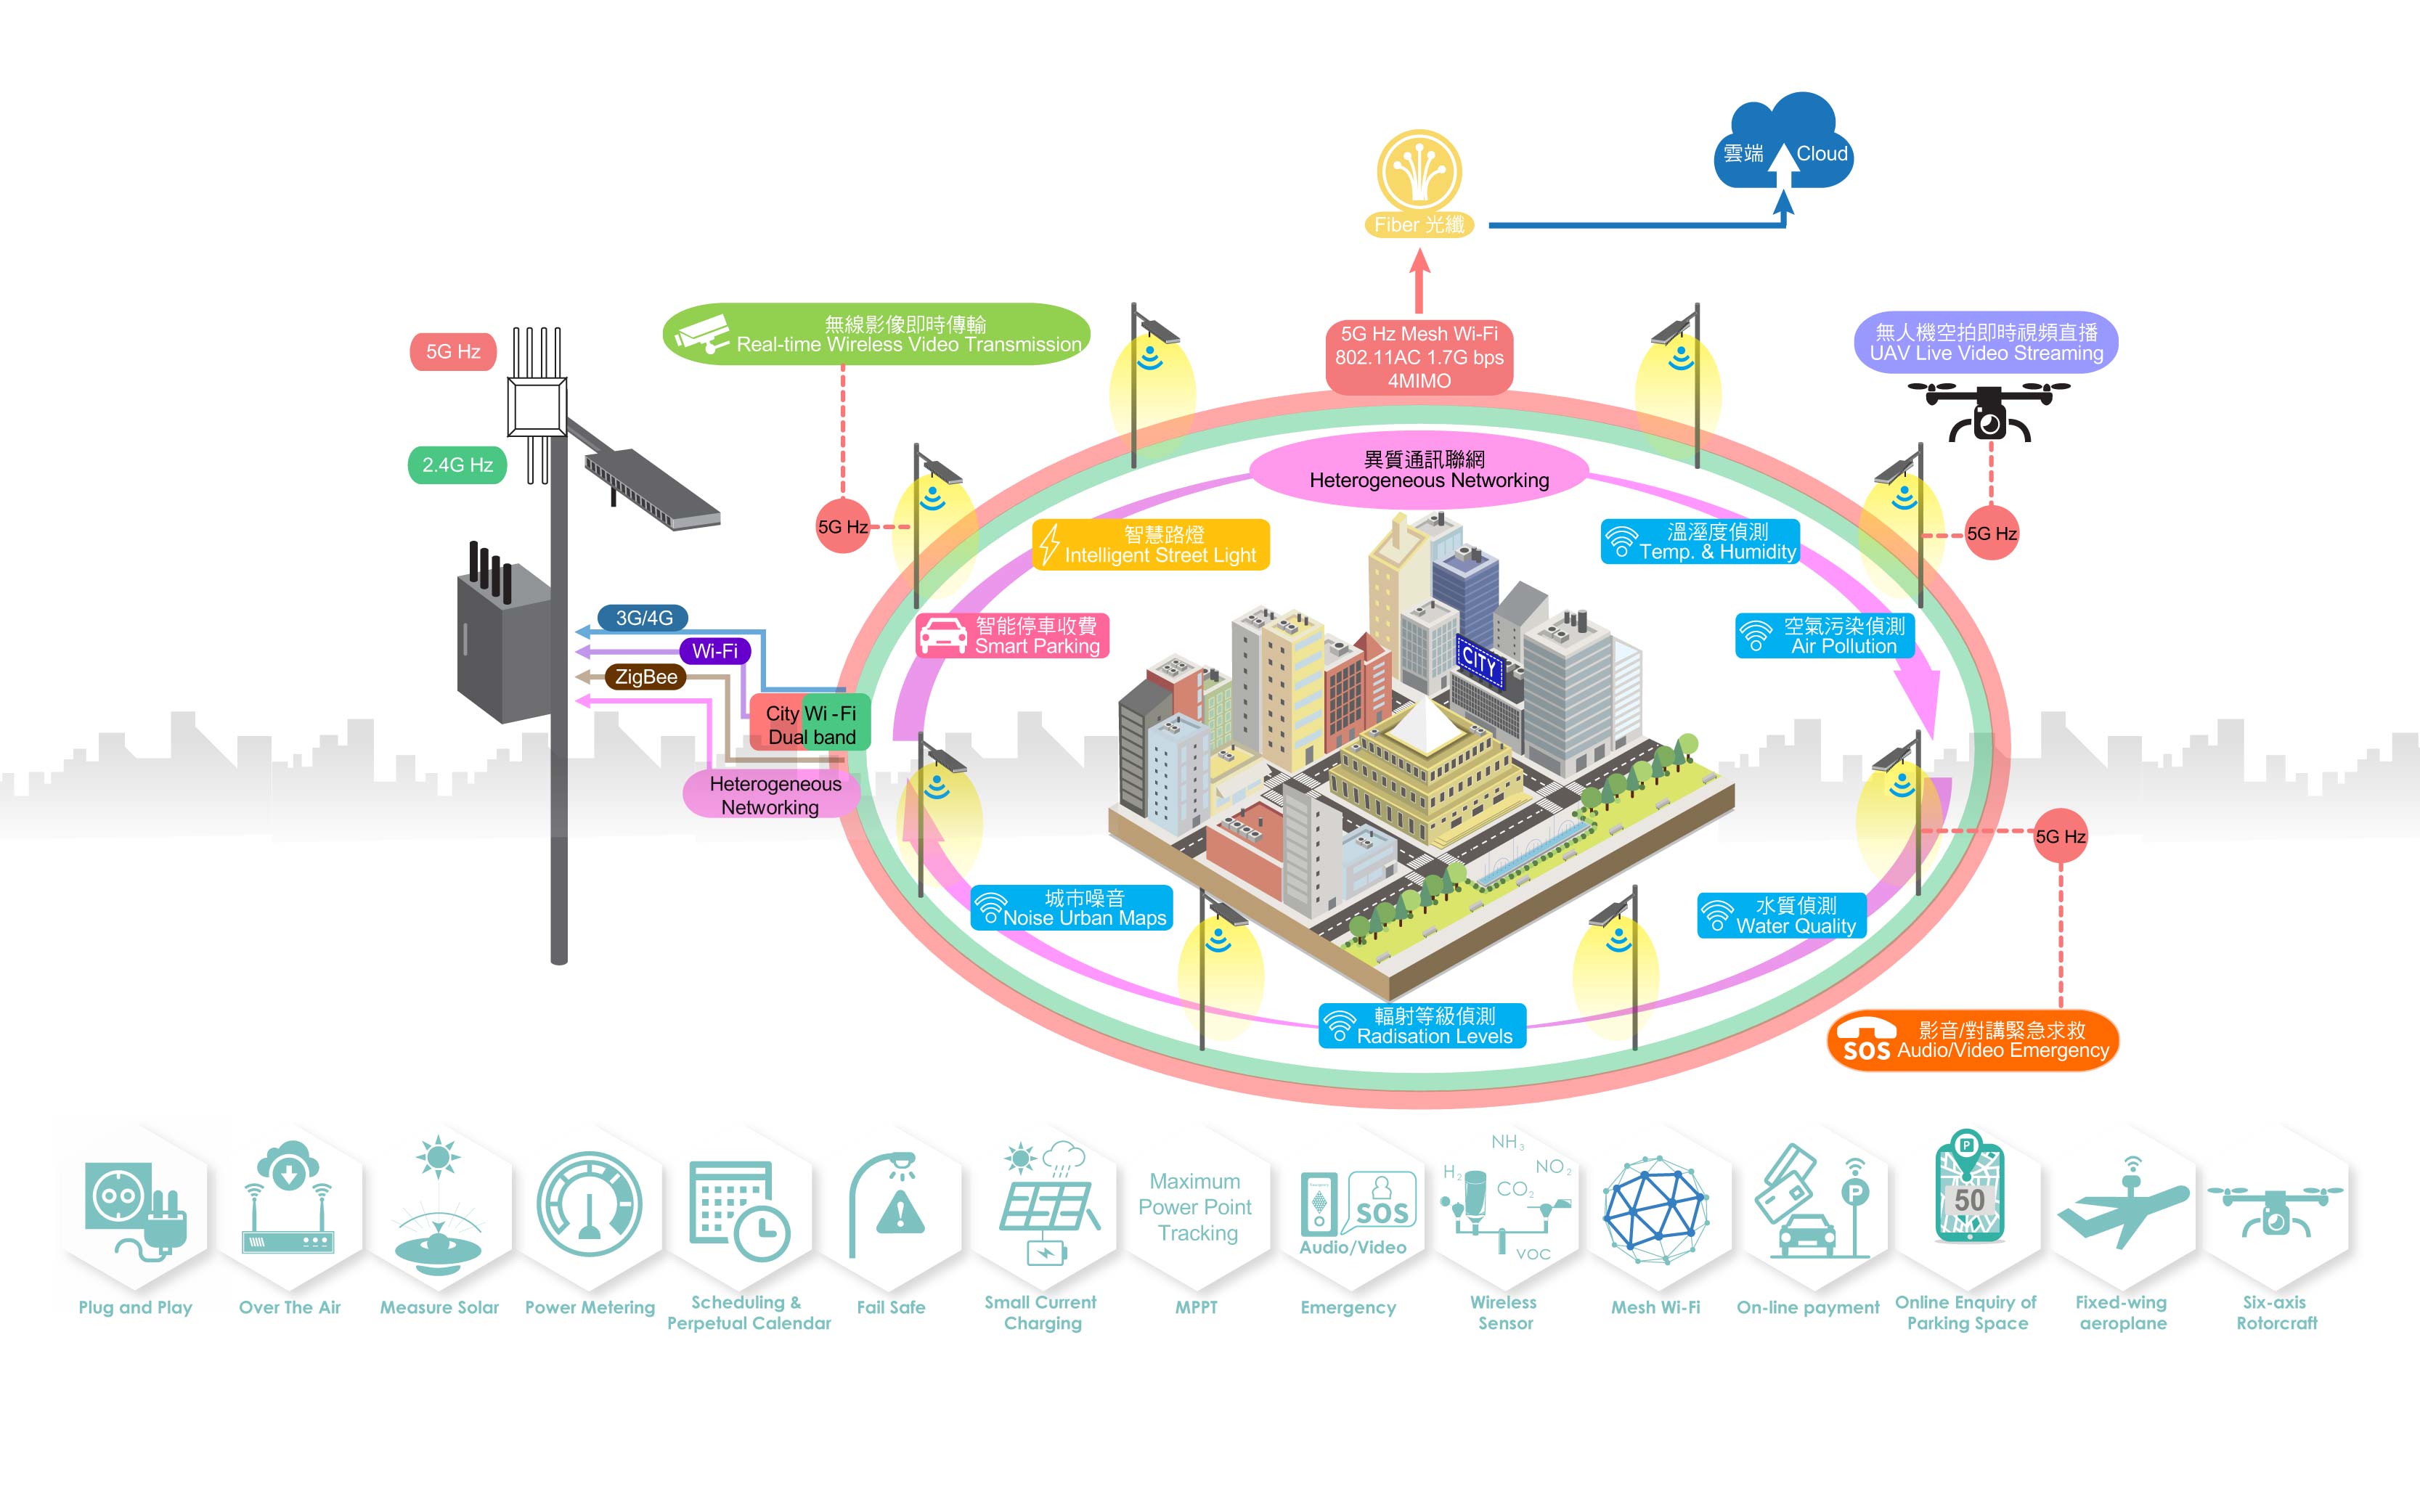 雲端 Cloud
Fiber 光纖
5G Hz
2.4G Hz
無線影像即時傳輸
Real-time Wireless Video Transmission
5G Hz Mesh Wi-Fi
802.11AC 1.7G bps
4MIMO
無人機空拍即時視頻直播
UAV Live Video Streaming
異質通訊聯網
Heterogeneous Networking
5G Hz
5G Hz
智慧路燈
Intelligent Street Light
溫溼度偵測
Temp. & Humidity
智能停車收費
Smart Parking
空氣污染偵測
Air Pollution
3G/4G
Wi-Fi
ZigBee
CITY
City Wi-Fi
Dual band
Heterogeneous
Networking
5G Hz
城市噪音
Noise Urban Maps
水質偵測
Water Quality
輻射等級偵測
Radisation Levels
SOS
影音/對講緊急求救
Audio/Video Emergency
Maximum
Power Point
Tracking
SOS
Audio/Video
NH3
H2
NO2
CO2
VOC
P
P
50
Plug and Play
Over The Air
Measure Solar
Power Metering
Scheduling &
Perpetual Calendar
Fail Safe
Small Current
Charging
MPPT
Emergency
Wireless
Sensor
Mesh Wi-Fi
On-line payment
Online Enquiry of
Parking Space
Fixed-wing
aeroplane
Six-axis
Rotorcraft